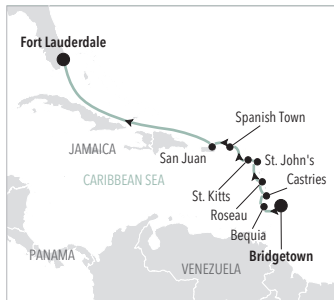 Fort Lauderdale
Spanish Town
JAMAICA
San Juan
St. John's
CARIBBEAN SEA
St. Kitts
Castries
Roseau
Bequia
PANAMA
Bridgetown
VENEZUELA